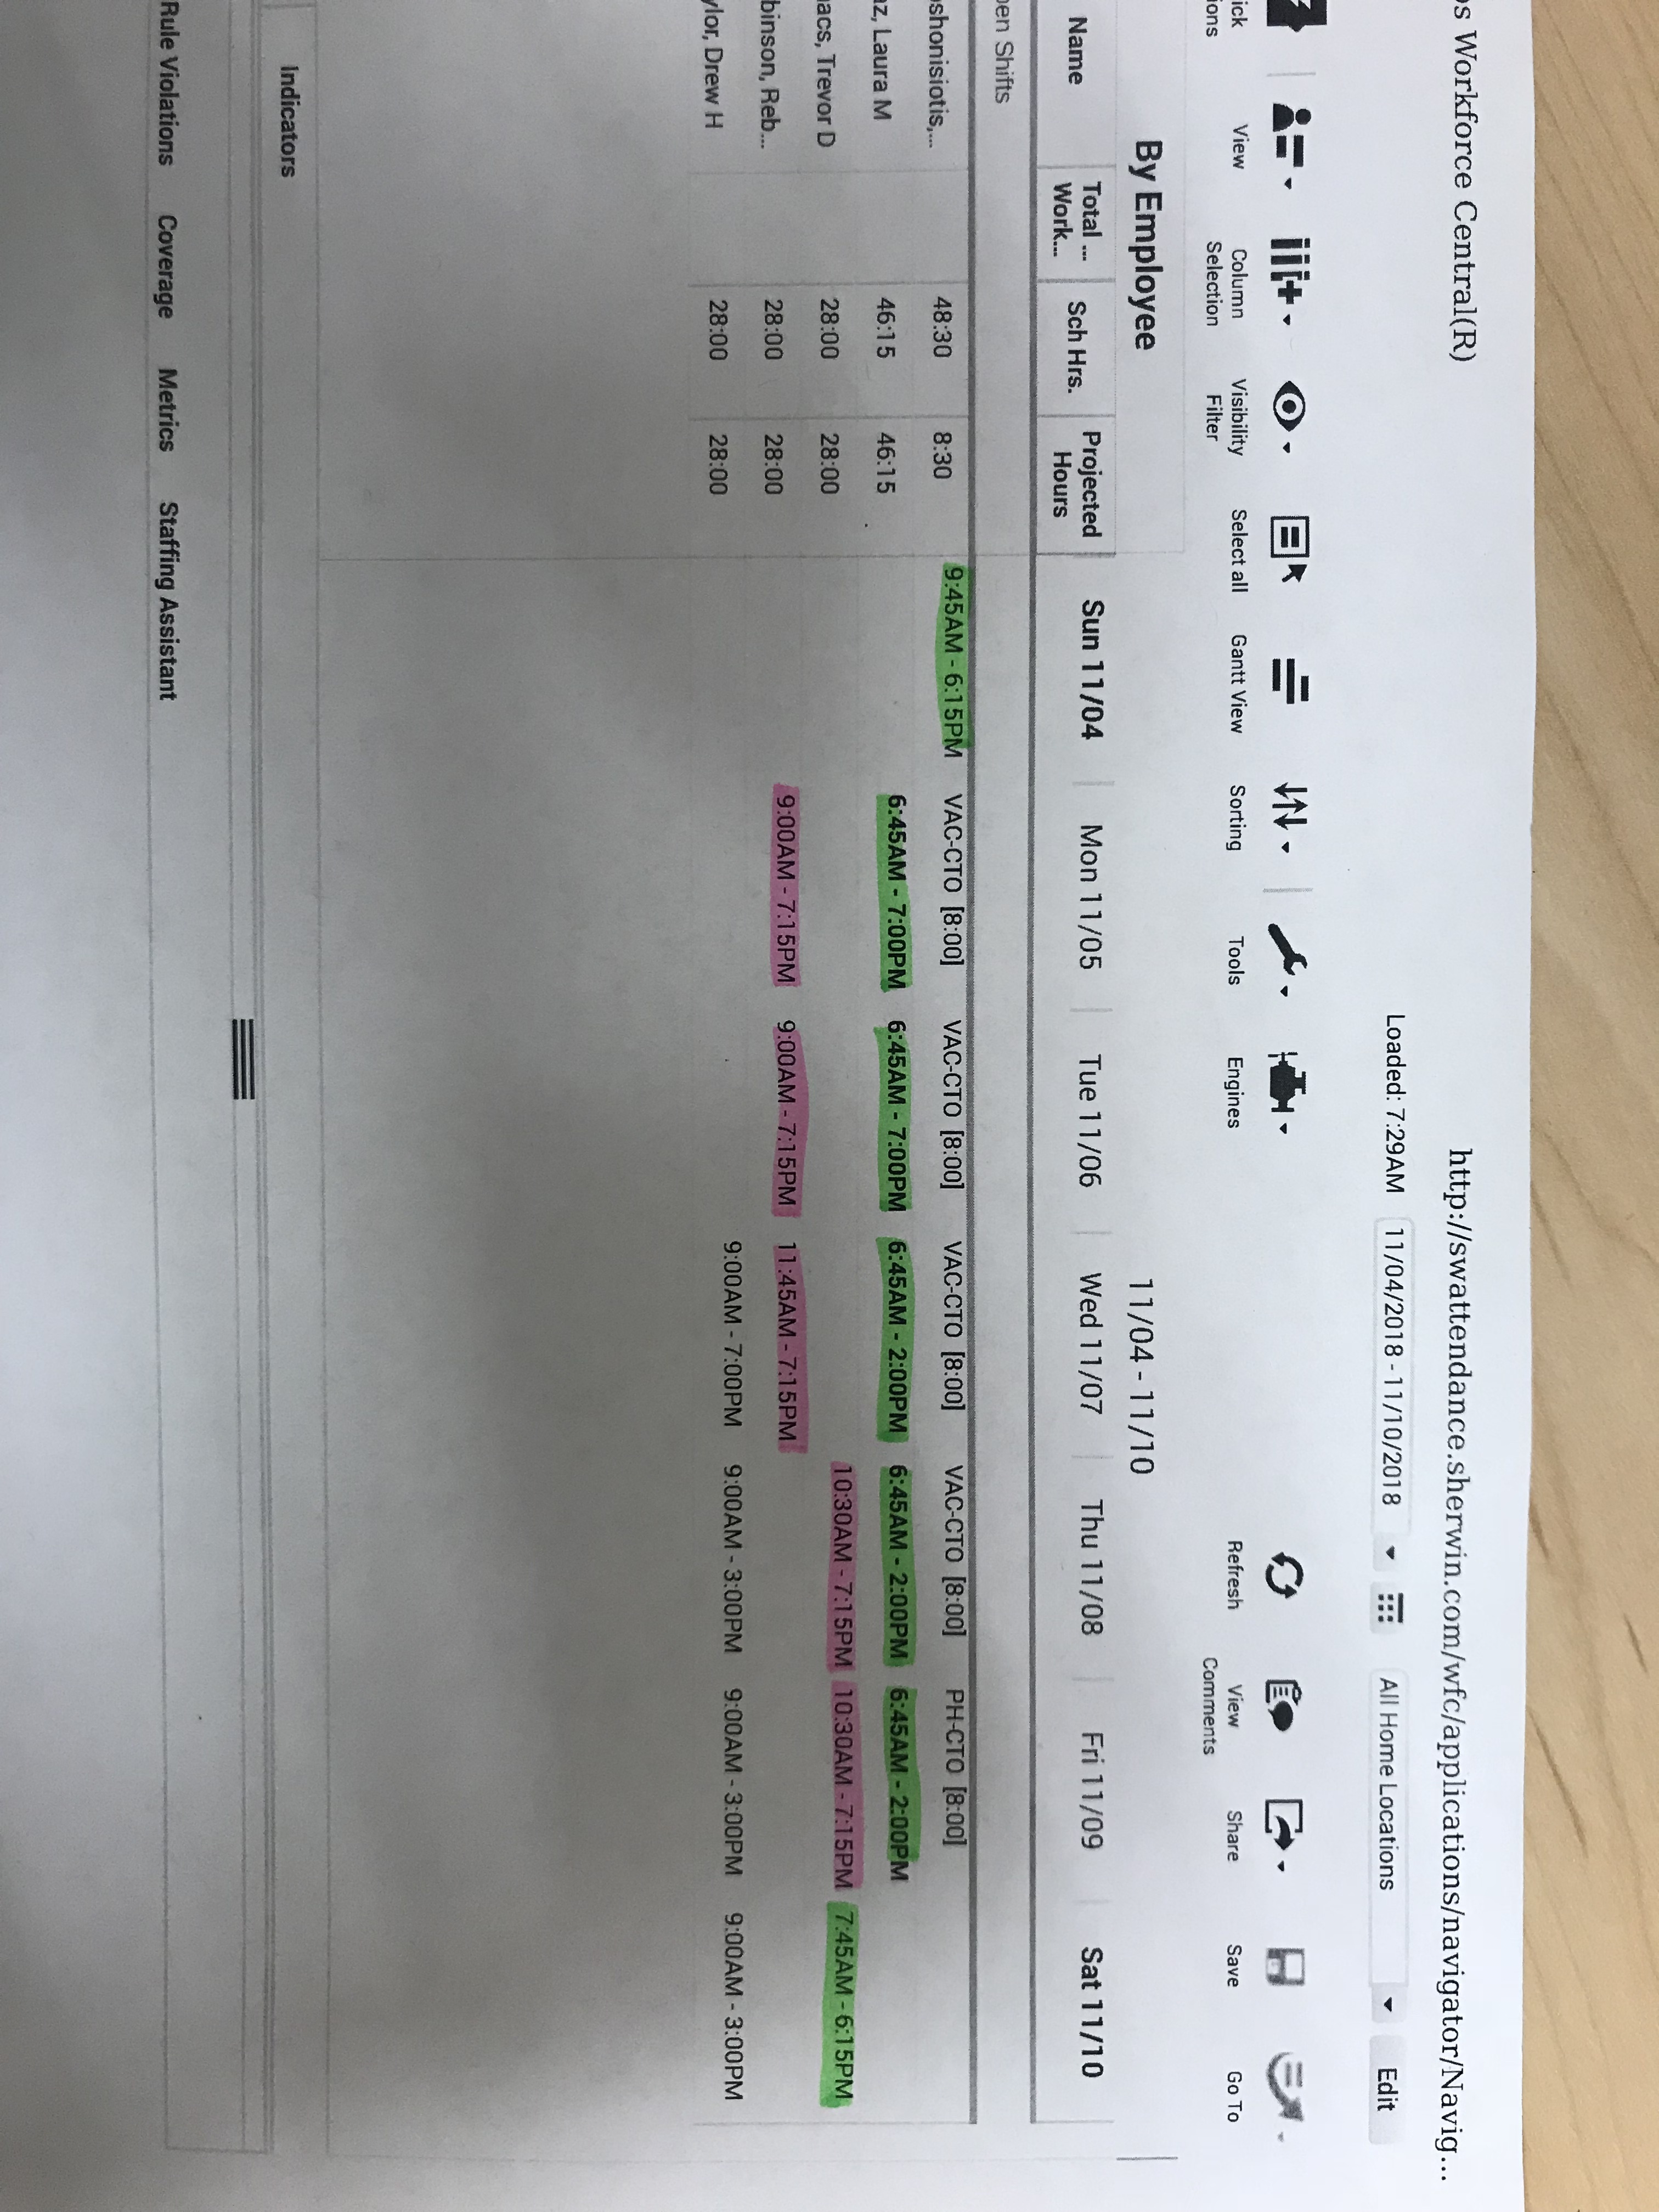 os Workforce Central(R) http://swattendance.sherwin.com/wfc/applications/navigator/Navig...
Loaded: 7:29AM 11/04/2018 - 11/10/2018 All Home Locations Edit
ick View Column Visibility Select all Gantt View Sorting Tools Engines Refresh View Share Save Go To
ions Selection Filter Comments
By Employee 11/04 - 11/10
Name Total ... Sch Hrs. Projected Sun 11/04 Mon 11/05 Tue 11/06 Wed 11/07 Thu 11/08 Fri 11/09 Sat 11/10
Work... Hours
en Shifts
shonisiotis,... 48:30 8:30 9:45AM - 6:15PM VAC-CTO [8:00] VAC-CTO [8:00] VAC-CTO [8:00] VAC-CTO [8:00] PH-CTO [8:00]
az, Laura M 46:15 46:15 6:45AM - 7:00PM 6:45AM - 7:00PM 6:45AM - 2:00PM 6:45AM - 2:00PM 6:45AM - 2:00PM
acs, Trevor D 28:00 28:00 10:30AM - 7:15PM 10:30AM - 7:15PM 7:45AM - 6:15PM
binson, Reb... 28:00 28:00 9:00AM - 7:15PM 9:00AM - 7:15PM 11:45AM - 7:15PM
ylor, Drew H 28:00 28:00 9:00AM - 7:00PM 9:00AM - 3:00PM 9:00AM - 3:00PM 9:00AM - 3:00PM
Indicators
Rule Violations Coverage Metrics Staffing Assistant